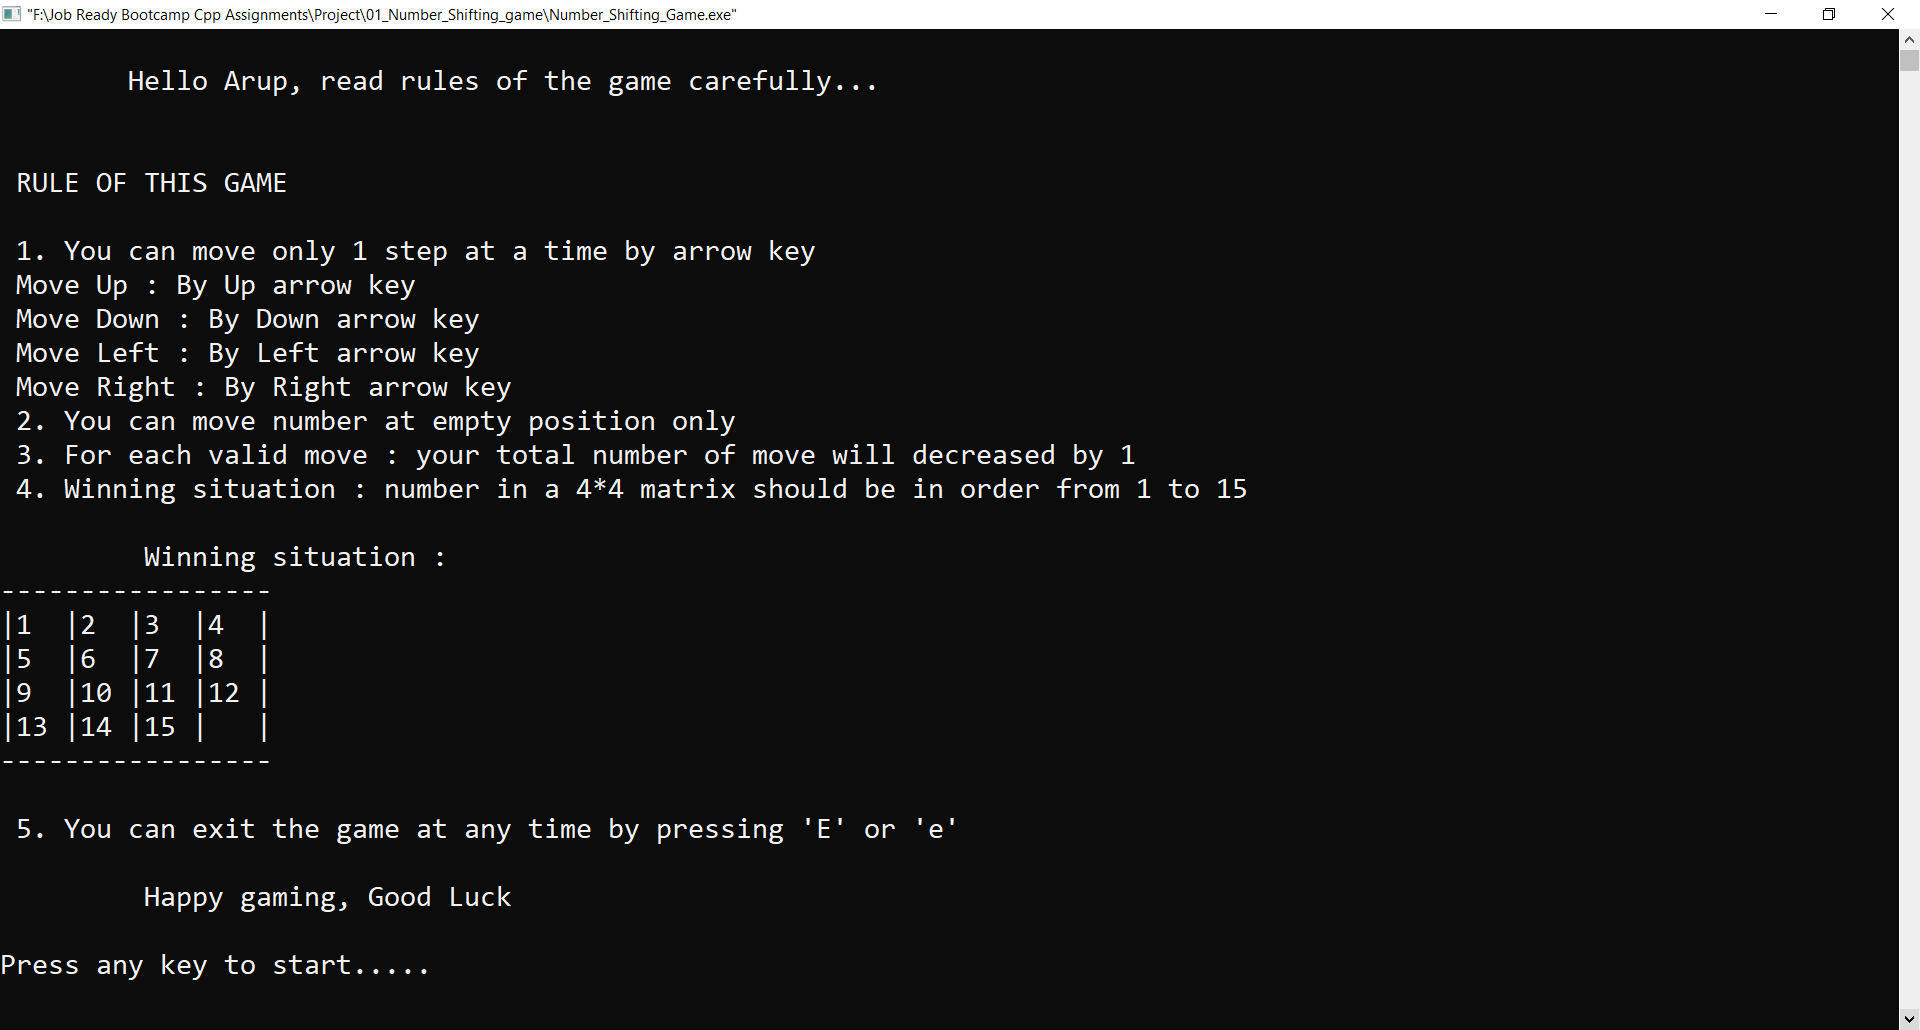 "F:\Job Ready Bootcamp Cpp Assignments\Project\01_Number_Shifting_game\Number_Shifting_Game.exe"
Hello Arup, read rules of the game carefully...
RULE OF THIS GAME
1. You can move only 1 step at a time by arrow key
Move Up : By Up arrow key
Move Down : By Down arrow key
Move Left : By Left arrow key
Move Right : By Right arrow key
2. You can move number at empty position only
3. For each valid move : your total number of move will decreased by 1
4. Winning situation : number in a 4*4 matrix should be in order from 1 to 15
Winning situation :
-----------------
|1  |2  |3  |4  |
|5  |6  |7  |8  |
|9  |10 |11 |12 |
|13 |14 |15 |   |
-----------------
5. You can exit the game at any time by pressing 'E' or 'e'
Happy gaming, Good Luck
Press any key to start.....